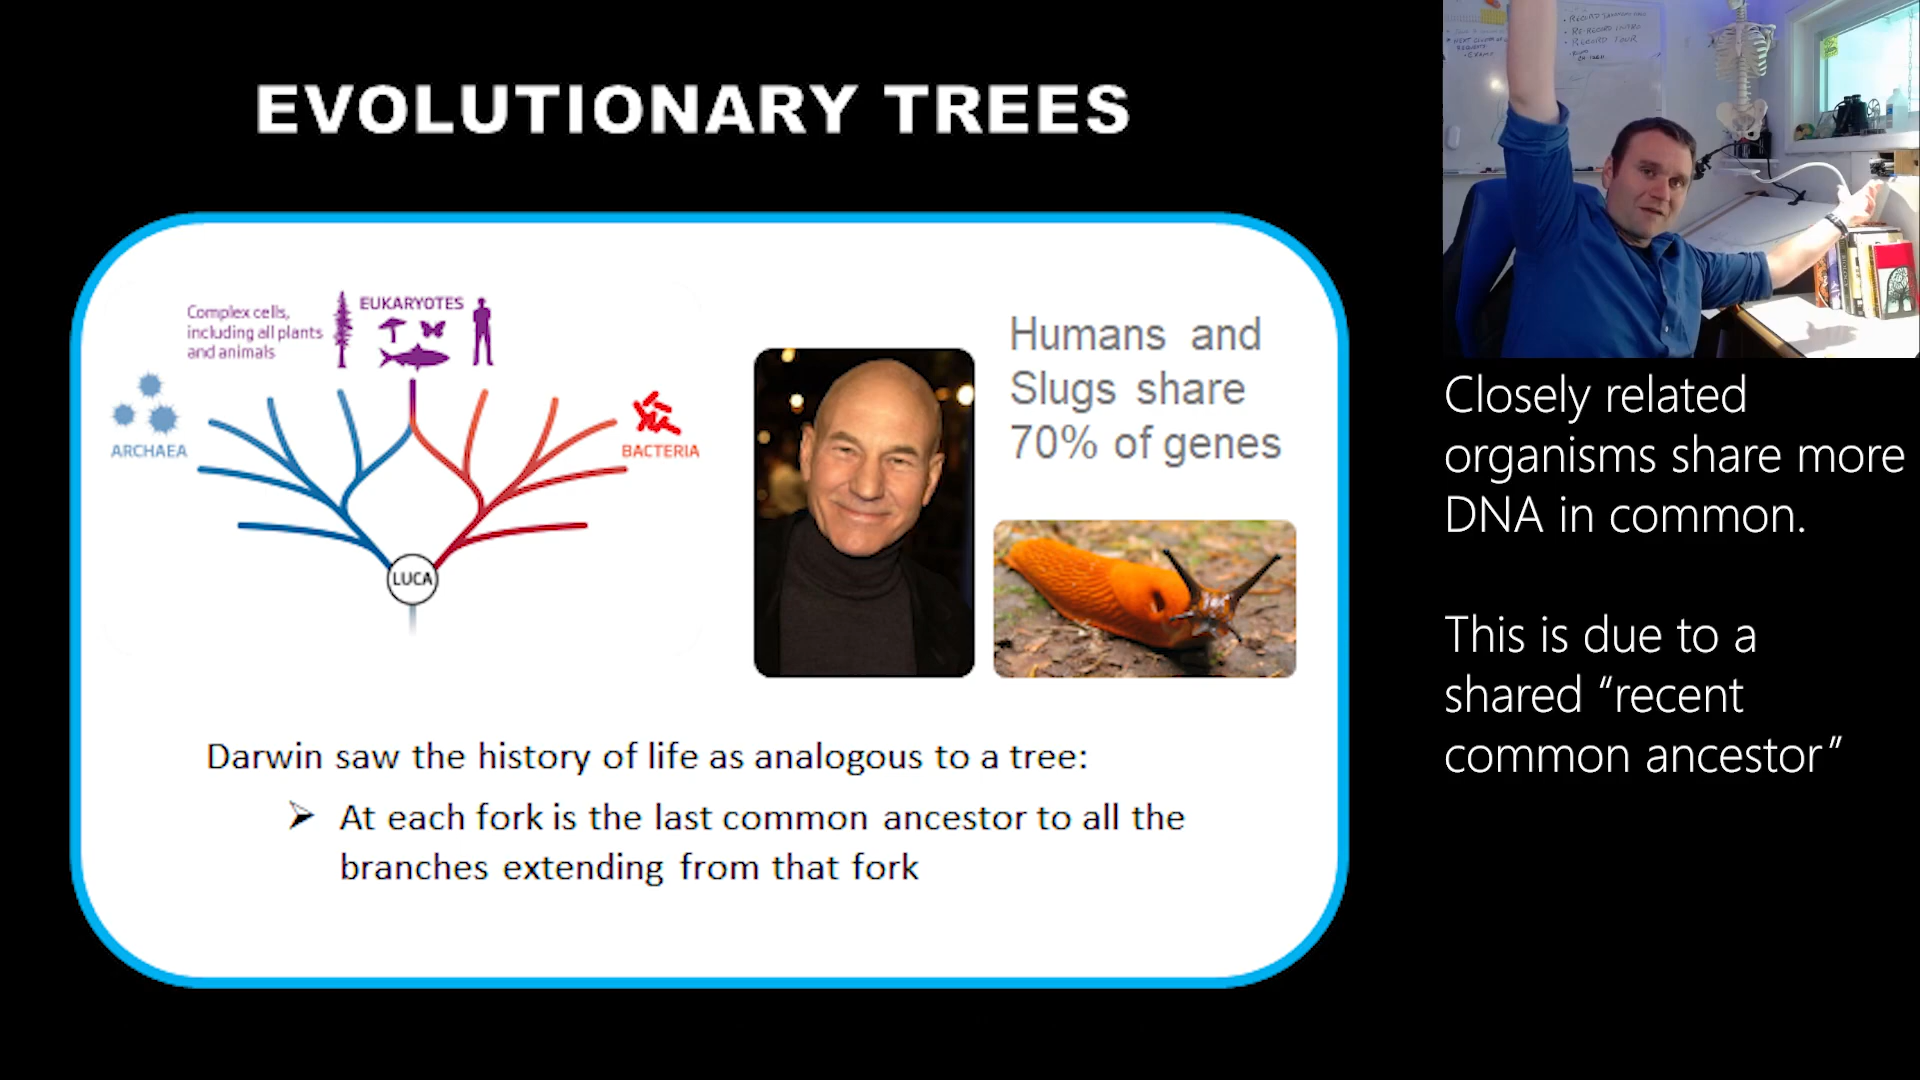 EVOLUTIONARY TREES
Complex cells,
including all plants
and animals
EUKARYOTES
ARCHAEA
BACTERIA
LUCA
Humans and
Slugs share
70% of genes
Darwin saw the history of life as analogous to a tree:
➢ At each fork is the last common ancestor to all the
branches extending from that fork
Closely related
organisms share more
DNA in common.
This is due to a
shared “recent
common ancestor”